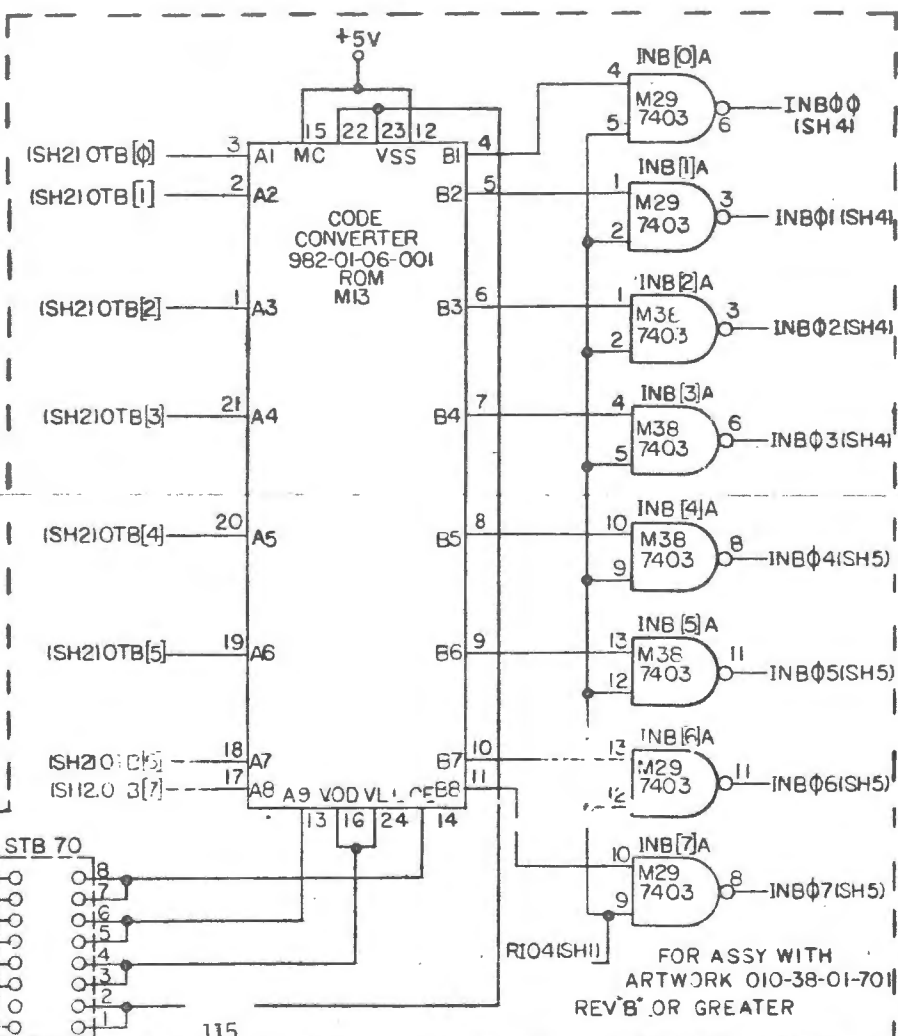 +5V
INB[0]A
4
M29
7403
5
6
INBϕϕ
(SH4)
15 22 23 12
(SH2)OTB[ϕ]
3
A1 MC VSS B1
4
(SH2)OTB[1]
2
A2
B2
5
INB[1]A
1
M29
7403
2
3
INBϕ1(SH4)
CODE
CONVERTER
982-01-06-001
ROM
M13
(SH2)OTB[2]
1
A3
B3
6
INB[2]A
1
M38
7403
2
3
INBϕ2(SH4)
(SH2)OTB[3]
21
A4
B4
7
INB[3]A
4
M38
7403
5
6
INBϕ3(SH4)
(SH2)OTB[4]
20
A5
B5
8
INB[4]A
10
M38
7403
9
8
INBϕ4(SH5)
(SH2)OTB[5]
19
A6
B6
9
INB[5]A
13
M38
7403
12
11
INBϕ5(SH5)
18
A7
B7
10
INB[6]A
13
M29
7403
12
11
INBϕ6(SH5)
17
A8
B8
11
A9 VOD
13 16 24 14
INB[7]A
10
M29
7403
9
8
INBϕ7(SH5)
STB 70
8
7
6
5
4
3
2
1
RIO4(SH1)
FOR ASSY WITH
ARTWORK 010-38-01-701
REV"B" OR GREATER
115